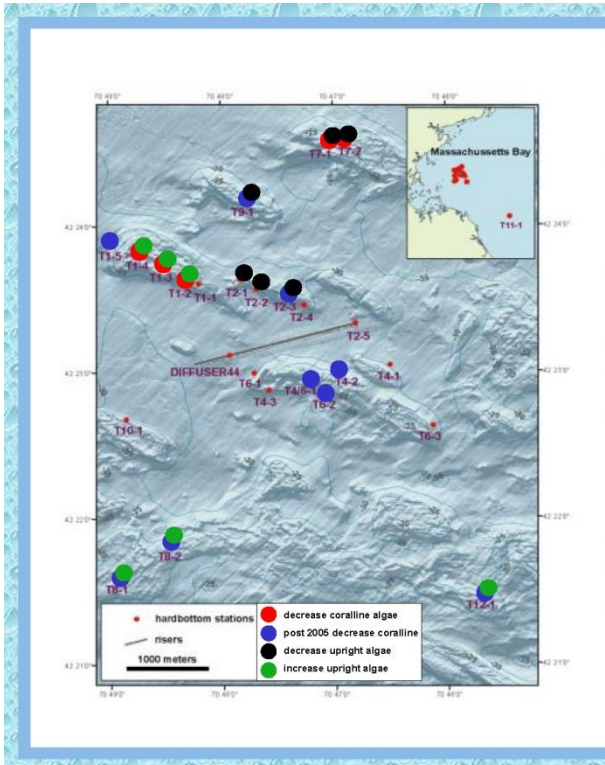 70 49'0" 70 48'0" 70 47'0" 70 46'0"
Massachussetts Bay
T11-1
T7-1 T7-2
T9-1
42 24'0" 42 24'0"
T1-5
T1-4
T1-3
T1-2 T1-1
T2-1
T2-2
T2-3
T2-4
T2-5
DIFFUSER44
42 23'0" 42 23'0"
T6-1
T4-3
T4/6-1
T4-2
T4-1
T6-2
T6-3
T10-1
42 22'0" 42 22'0"
T8-2
T8-1
T12-1
hardbottom stations
risers
1000 meters
decrease coralline algae
post 2005 decrease coralline
decrease upright algae
increase upright algae
42 21'0" 42 21'0"
70 49'0" 70 48'0" 70 47'0" 70 46'0"